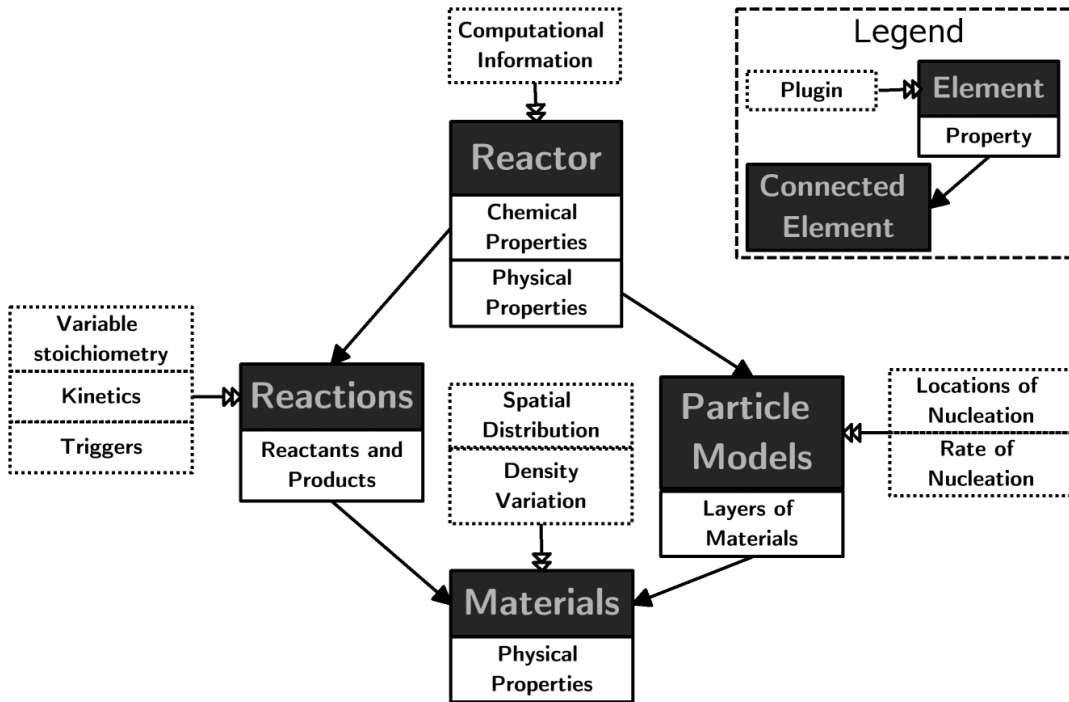 Computational
Information
Legend
Plugin
Element
Property
Connected
Element
Reactor
Chemical
Properties
Physical
Properties
Variable
stoichiometry
Kinetics
Triggers
Reactions
Reactants and
Products
Spatial
Distribution
Density
Variation
Particle
Models
Layers of
Materials
Locations of
Nucleation
Rate of
Nucleation
Materials
Physical
Properties